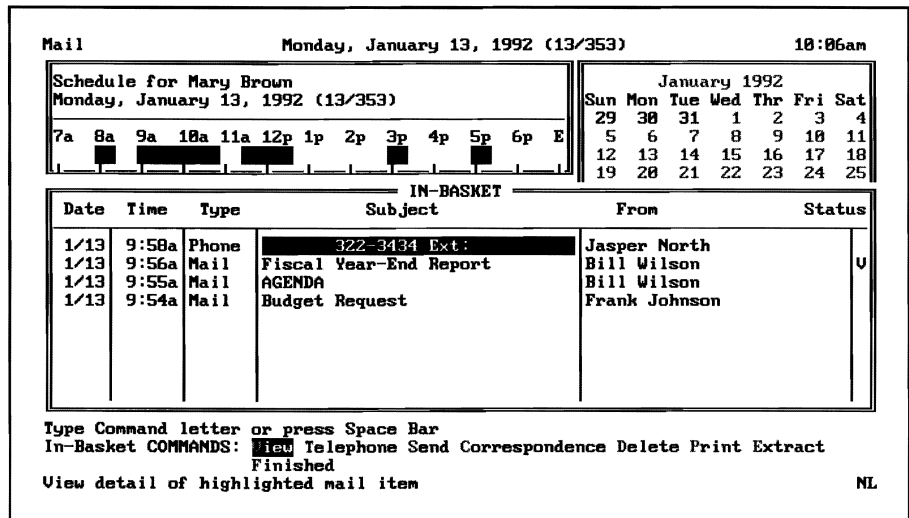 Mail Monday, January 13, 1992 (13/353) 10:06am
Schedule for Mary Brown
Monday, January 13, 1992 (13/353)
7a 8a 9a 10a 11a 12p 1p 2p 3p 4p 5p 6p E
January 1992
Sun Mon Tue Wed Thr Fri Sat
29 30 31 1 2 3 4
5 6 7 8 9 10 11
12 13 14 15 16 17 18
19 20 21 22 23 24 25
IN-BASKET
Date Time Type Subject From Status
1/13 9:58a Phone 322-3434 Ext: Jasper North
1/13 9:56a Mail Fiscal Year-End Report Bill Wilson V
1/13 9:55a Mail AGENDA Bill Wilson
1/13 9:54a Mail Budget Request Frank Johnson
Type Command letter or press Space Bar
In-Basket COMMANDS: View Telephone Send Correspondence Delete Print Extract
Finished
View detail of highlighted mail item NL